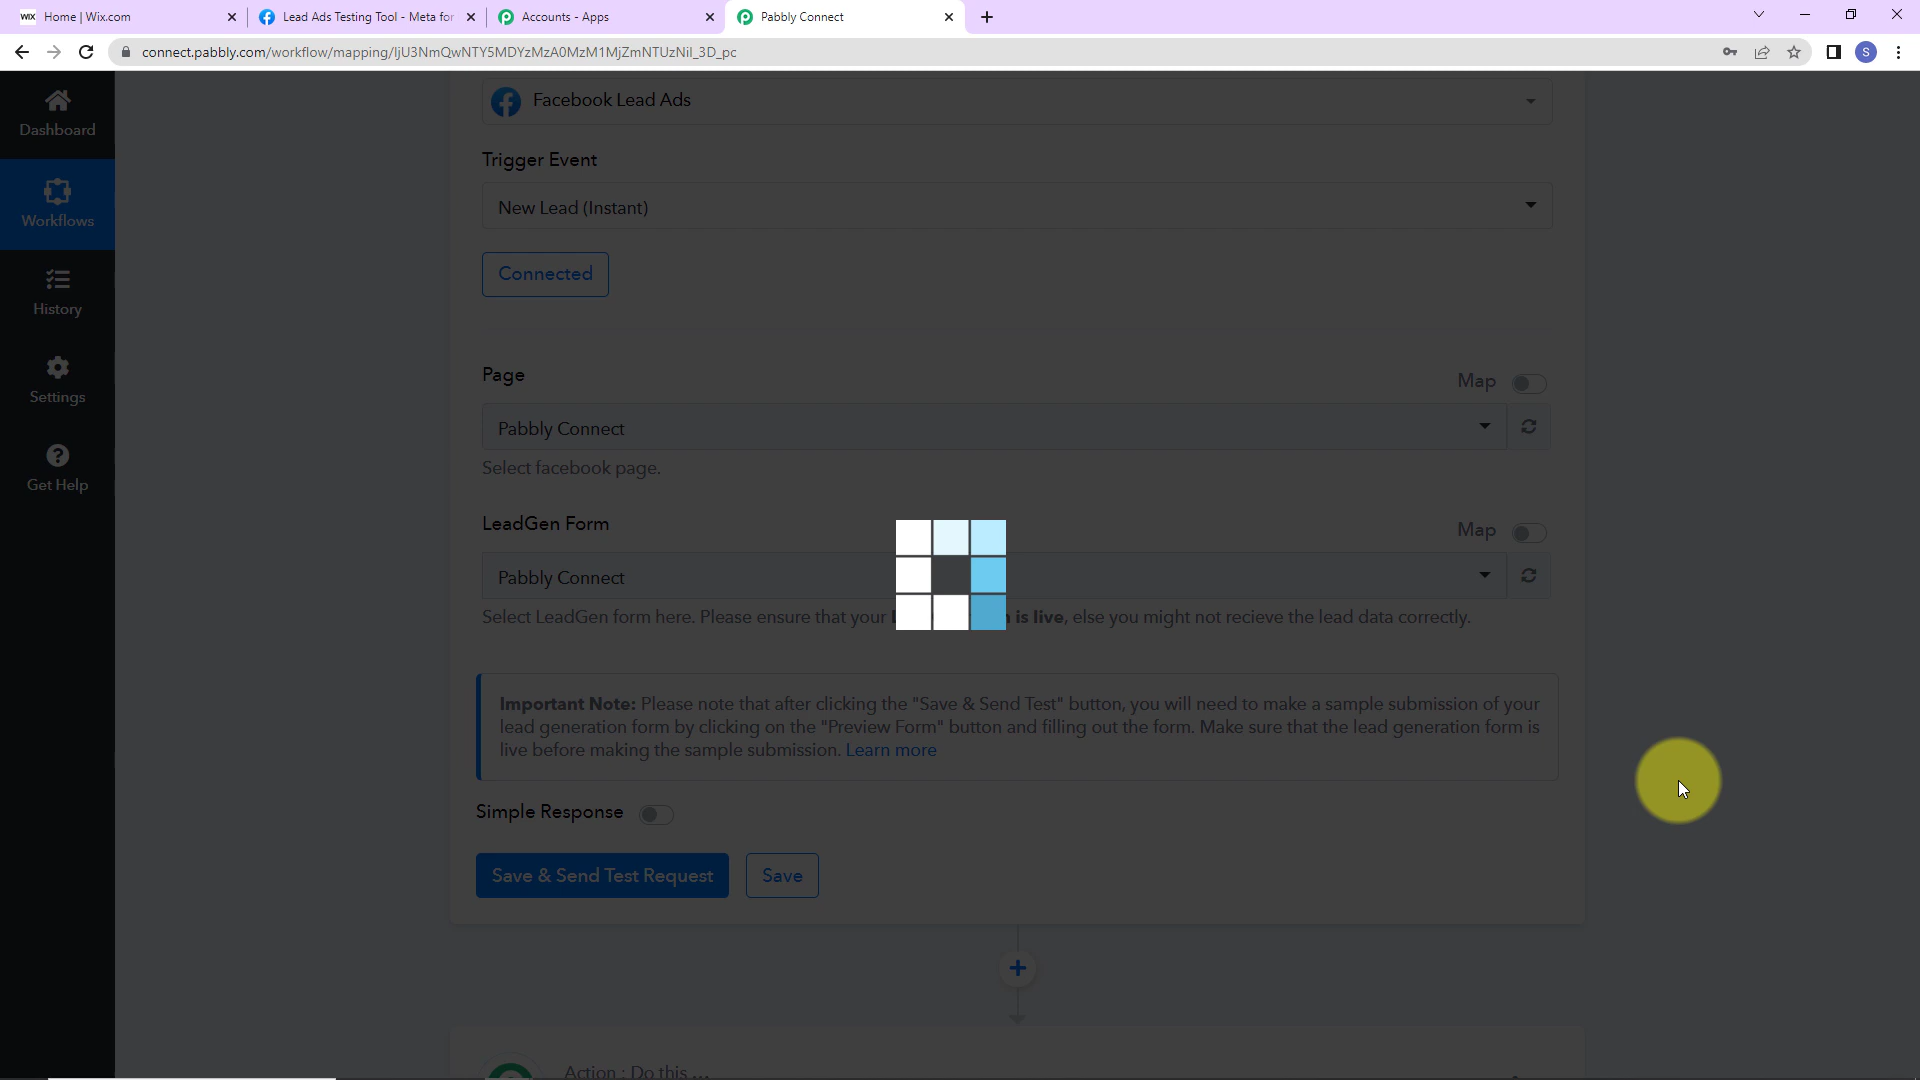 WIX Home | Wix.com
Lead Ads Testing Tool - Meta for
Accounts - Apps
Pabbly Connect
connect.pabbly.com/workflow/mapping/IjU3NmQwNTY5MDYzMzA0MzM1MjZmNTUzNiI_3D_pc
S
Dashboard
Workflows
History
Settings
Get Help
Facebook Lead Ads
Trigger Event
New Lead (Instant)
Connected
Page
Map
Pabbly Connect
Select facebook page.
LeadGen Form
Map
Pabbly Connect
Select LeadGen form here. Please ensure that your is live, else you might not recieve the lead data correctly.
Important Note: Please note that after clicking the "Save & Send Test" button, you will need to make a sample submission of your
lead generation form by clicking on the "Preview Form" button and filling out the form. Make sure that the lead generation form is
live before making the sample submission. Learn more
Simple Response
Save & Send Test Request
Save
Action : Do this ...